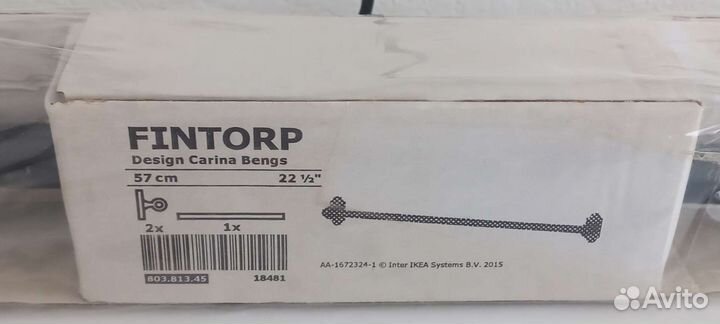 FINTORP
Design Carina Bengs
57 cm 22 ½"
2x 1x
803.813.45 18481
AA-1672324-1 © Inter IKEA Systems B.V. 2015
Avito